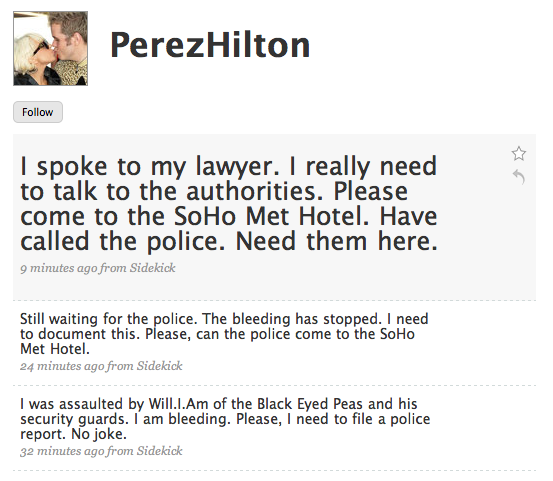 PerezHilton
Follow
I spoke to my lawyer. I really need
to talk to the authorities. Please
come to the SoHo Met Hotel. Have
called the police. Need them here.
9 minutes ago from Sidekick
Still waiting for the police. The bleeding has stopped. I need
to document this. Please, can the police come to the SoHo
Met Hotel.
24 minutes ago from Sidekick
I was assaulted by Will.I.Am of the Black Eyed Peas and his
security guards. I am bleeding. Please, I need to file a police
report. No joke.
32 minutes ago from Sidekick